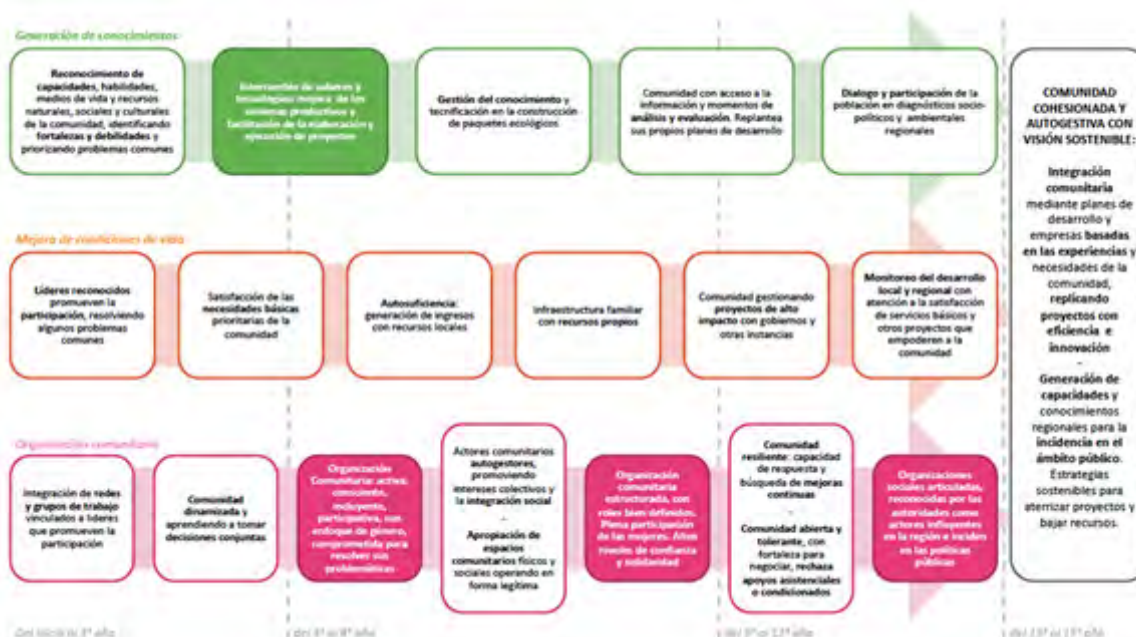 Generación de conocimientos
Reconocimiento de
capacidades, habilidades,
medios de vida y recursos
naturales, sociales y culturales
de la comunidad, identificando
fortalezas y debilidades y
priorizando problemas comunes
Intercambio de saberes y
tecnologías: mejora de los
sistemas productivos y
facilitación de la elaboración y
ejecución de proyectos
Gestión del conocimiento y
tecnificación en la construcción
de paquetes ecológicos
Comunidad con acceso a la
información y momentos de
análisis y evaluación. Replantea
sus propios planes de desarrollo
Dialogo y participación de la
población en diagnósticos socio-
políticos y ambientales
regionales
Mejora de condiciones de vida
Líderes reconocidos
promueven la
participación, resolviendo
algunos problemas
comunes
Satisfacción de las
necesidades básicas
prioritarias de la
comunidad
Autosuficiencia:
generación de ingresos
con recursos locales
Infraestructura familiar
con recursos propios
Comunidad gestionando
proyectos de alto
impacto con gobiernos y
otras instancias
Monitoreo del desarrollo
local y regional con
atención a la satisfacción
de servicios básicos y
otros proyectos que
empoderen a la
comunidad
Organización comunitaria
Integración de redes
y grupos de trabajo
vinculados a líderes
que promueven la
participación
Comunidad
dinamizada y
aprendiendo a tomar
decisiones conjuntas
Organización
Comunitaria: activa,
consciente,
incluyente,
participativa, con
enfoque de género,
comprometida para
resolver sus
problemáticas
Actores comunitarios
autogestores,
promoviendo
intereses colectivos y
la integración social
-
Apropiación de
espacios
comunitarios físicos y
sociales operando en
forma legítima
Organización
comunitaria
estructurada, con
roles bien definidos.
Plena participación
de las mujeres. Altos
niveles de confianza
y solidaridad
Comunidad
resiliente: capacidad
de respuesta y
búsqueda de mejoras
continuas
-
Comunidad abierta y
tolerante, con
fortaleza para
negociar, rechaza
apoyos asistenciales
o condicionados
Organizaciones
sociales articuladas,
reconocidas por las
autoridades como
actores influyentes
en la región e inciden
en las políticas
públicas
COMUNIDAD
COHESIONADA Y
AUTOGESTIVA CON
VISIÓN SOSTENIBLE:
Integración
comunitaria
mediante planes de
desarrollo y
empresas basadas
en las experiencias y
necesidades de la
comunidad,
replicando
proyectos con
eficiencia e
innovación
-
Generación de
capacidades y
conocimientos
regionales para la
incidencia en el
ámbito público.
Estrategias
sostenibles para
aterrizar proyectos y
bajar recursos.